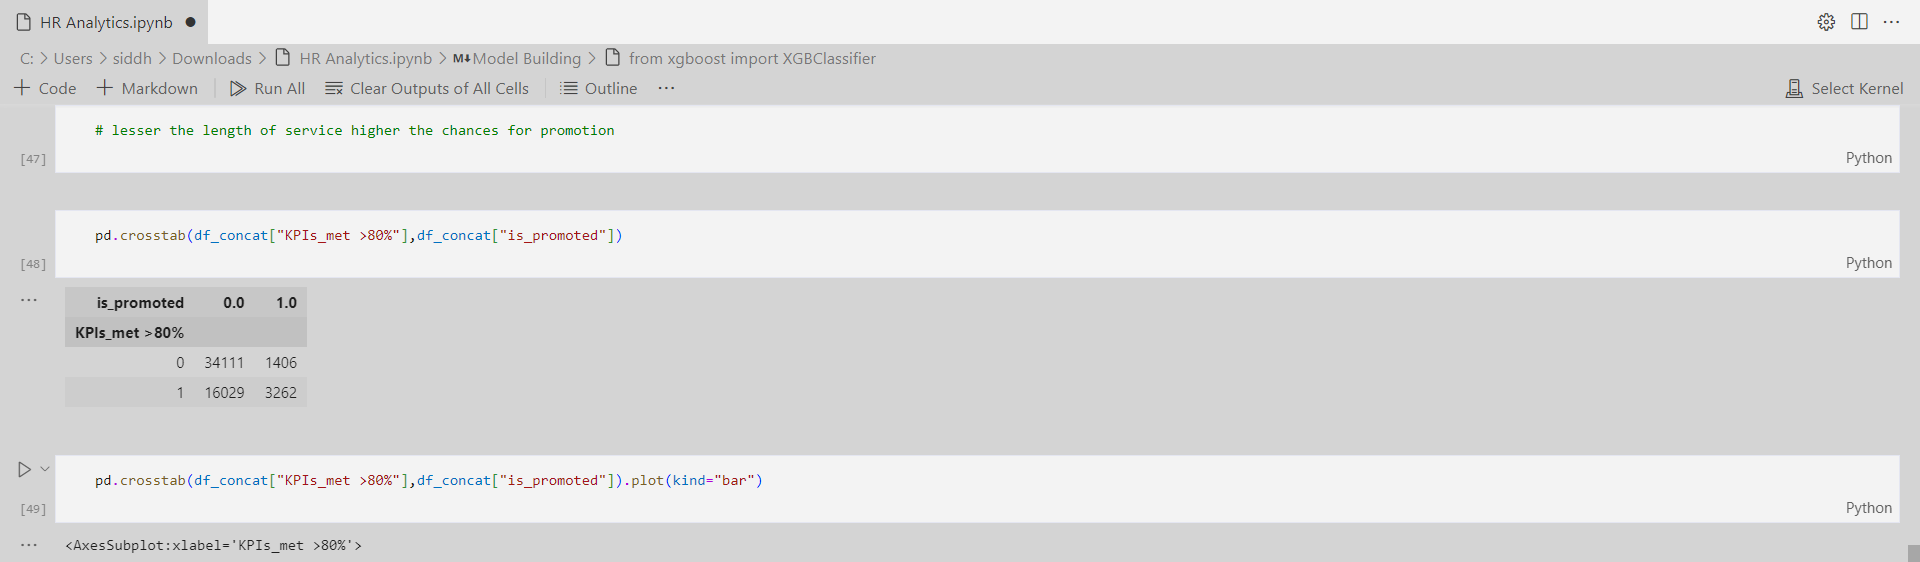 HR Analytics.ipynb
C: > Users > siddh > Downloads > HR Analytics.ipynb > M↓Model Building > from xgboost import XGBClassifier
+ Code + Markdown Run All Clear Outputs of All Cells Outline ... Select Kernel
# lesser the length of service higher the chances for promotion
[47] Python
pd.crosstab(df_concat["KPIs_met >80%"],df_concat["is_promoted"])
[48] Python
is_promoted 0.0 1.0
KPIs_met >80%
0 34111 1406
1 16029 3262
pd.crosstab(df_concat["KPIs_met >80%"],df_concat["is_promoted"]).plot(kind="bar")
[49] Python
... <AxesSubplot:xlabel='KPIs_met >80%'>